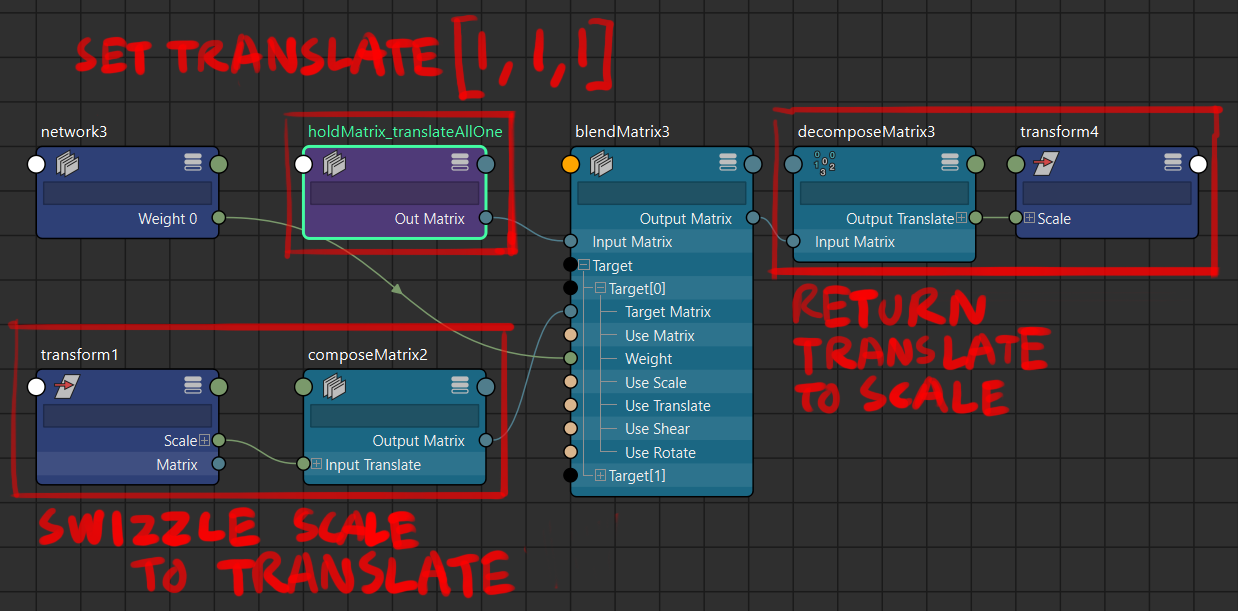 SET TRANSLATE [1, 1, 1]
network3
Weight 0
holdMatrix_translateAllOne
Out Matrix
blendMatrix3
Output Matrix
Input Matrix
Target
Target[0]
Target Matrix
Use Matrix
Weight
Use Scale
Use Translate
Use Shear
Use Rotate
Target[1]
decomposeMatrix3
Output Translate
Input Matrix
transform4
Scale
RETURN
TRANSLATE
TO SCALE
transform1
Scale
Matrix
composeMatrix2
Output Matrix
Input Translate
SWIZZLE SCALE
TO TRANSLATE